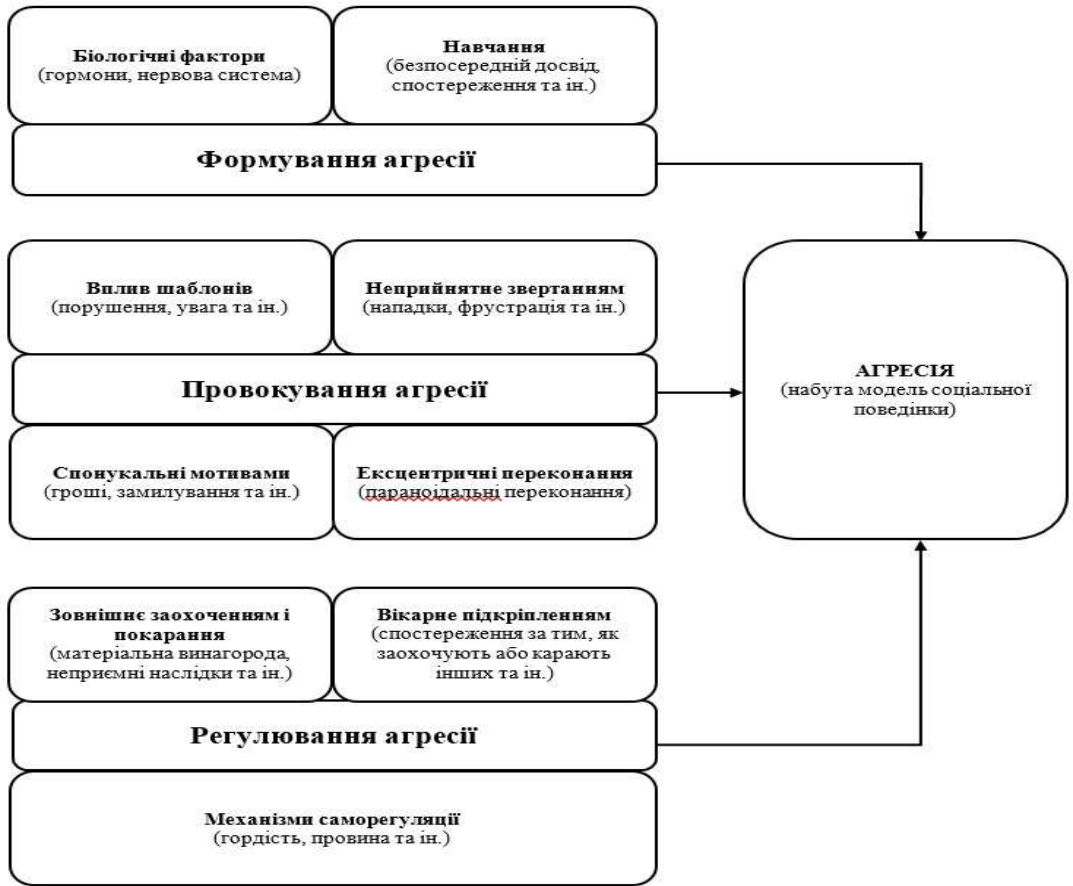 Біологічні фактори
(гормони, нервова система)
Навчання
(безпосередній досвід,
спостереження та ін.)
Формування агресії
Вплив шаблонів
(порушення, увага та ін.)
Неприйнятне звертанням
(нападки, фрустрація та ін.)
Провокування агресії
Спонукальні мотивами
(гроші, замилування та ін.)
Ексцентричні переконання
(параноїдальні переконання)
АГРЕСІЯ
(набута модель соціальної
поведінки)
Зовнішнє заохоченням і
покарання
(матеріальна винагорода,
неприємні наслідки та ін.)
Вікарне підкріпленням
(спостереження за тим, як
заохочують або карають
інших та ін.)
Регулювання агресії
Механізми саморегуляції
(гордість, провина та ін.)